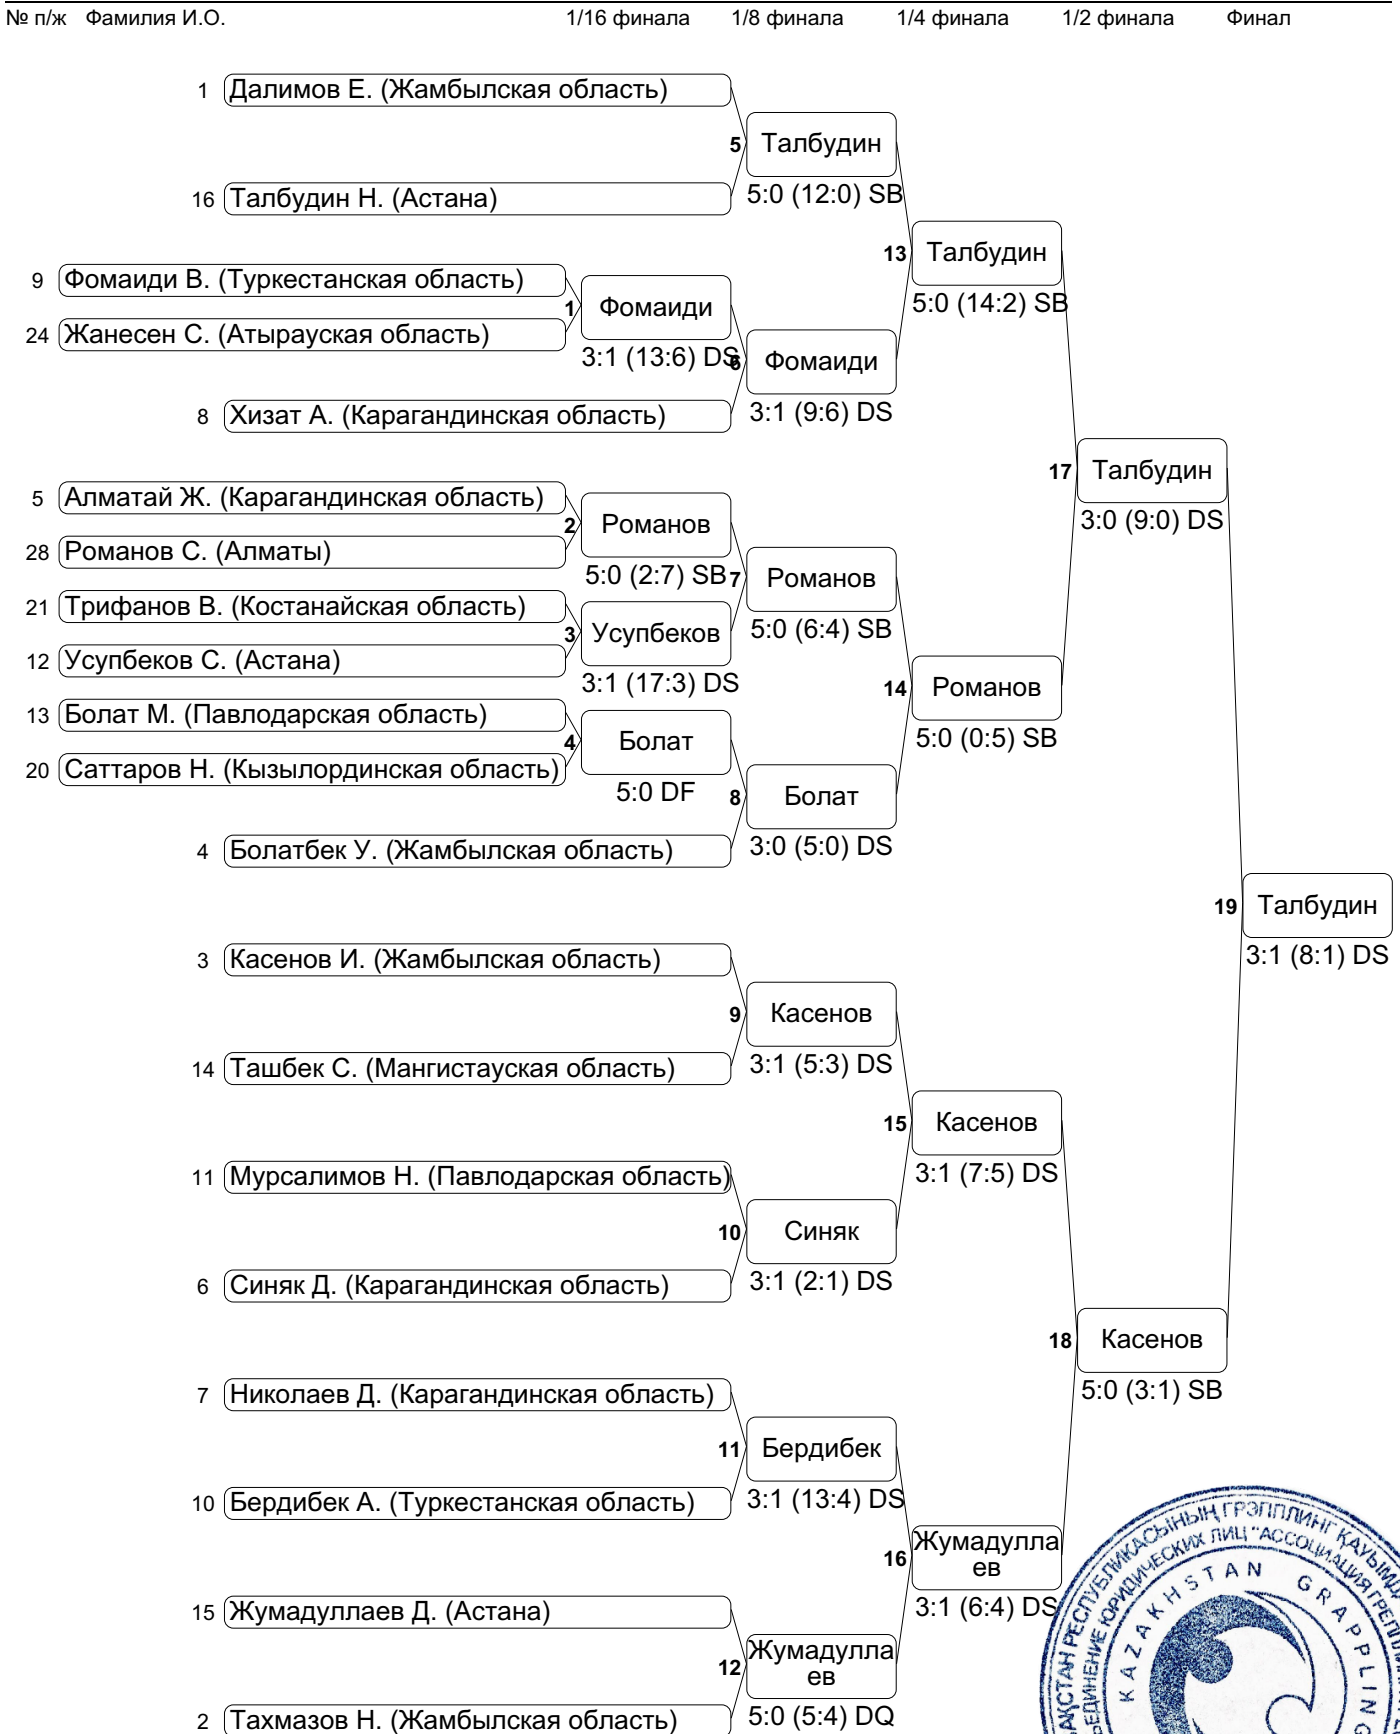 № п/ж Фамилия И.О. 1/16 финала 1/8 финала 1/4 финала 1/2 финала Финал
1 Далимов Е. (Жамбылская область)
5 Талбудин
5:0 (12:0) SB
16 Талбудин Н. (Астана)
13 Талбудин
5:0 (14:2) SB
9 Фомаиди В. (Туркестанская область)
1 Фомаиди
3:1 (13:6) DS
24 Жанесен С. (Атырауская область)
6 Фомаиди
3:1 (9:6) DS
8 Хизат А. (Карагандинская область)
17 Талбудин
3:0 (9:0) DS
5 Алматай Ж. (Карагандинская область)
2 Романов
5:0 (2:7) SB
28 Романов С. (Алматы)
7 Романов
5:0 (6:4) SB
21 Трифанов В. (Костанайская область)
3 Усупбеков
3:1 (17:3) DS
12 Усупбеков С. (Астана)
14 Романов
5:0 (0:5) SB
13 Болат М. (Павлодарская область)
4 Болат
5:0 DF
20 Саттаров Н. (Кызылординская область)
8 Болат
3:0 (5:0) DS
4 Болатбек У. (Жамбылская область)
19 Талбудин
3:1 (8:1) DS
3 Касенов И. (Жамбылская область)
9 Касенов
3:1 (5:3) DS
14 Ташбек С. (Мангистауская область)
15 Касенов
3:1 (7:5) DS
11 Мурсалимов Н. (Павлодарская область)
10 Синяк
3:1 (2:1) DS
6 Синяк Д. (Карагандинская область)
18 Касенов
5:0 (3:1) SB
7 Николаев Д. (Карагандинская область)
11 Бердибек
3:1 (13:4) DS
10 Бердибек А. (Туркестанская область)
16 Жумадулла
ев
3:1 (6:4) DS
15 Жумадуллаев Д. (Астана)
12 Жумадулла
ев
5:0 (5:4) DQ
2 Тахмазов Н. (Жамбылская область)
РЕСПУБЛИКАСЫНЫҢ ГРЭППЛИНГ
ЮРИДИЧЕСКИХ ЛИЦ "АССОЦИАЦИЯ
KAZAKHSTAN GRAPPLING